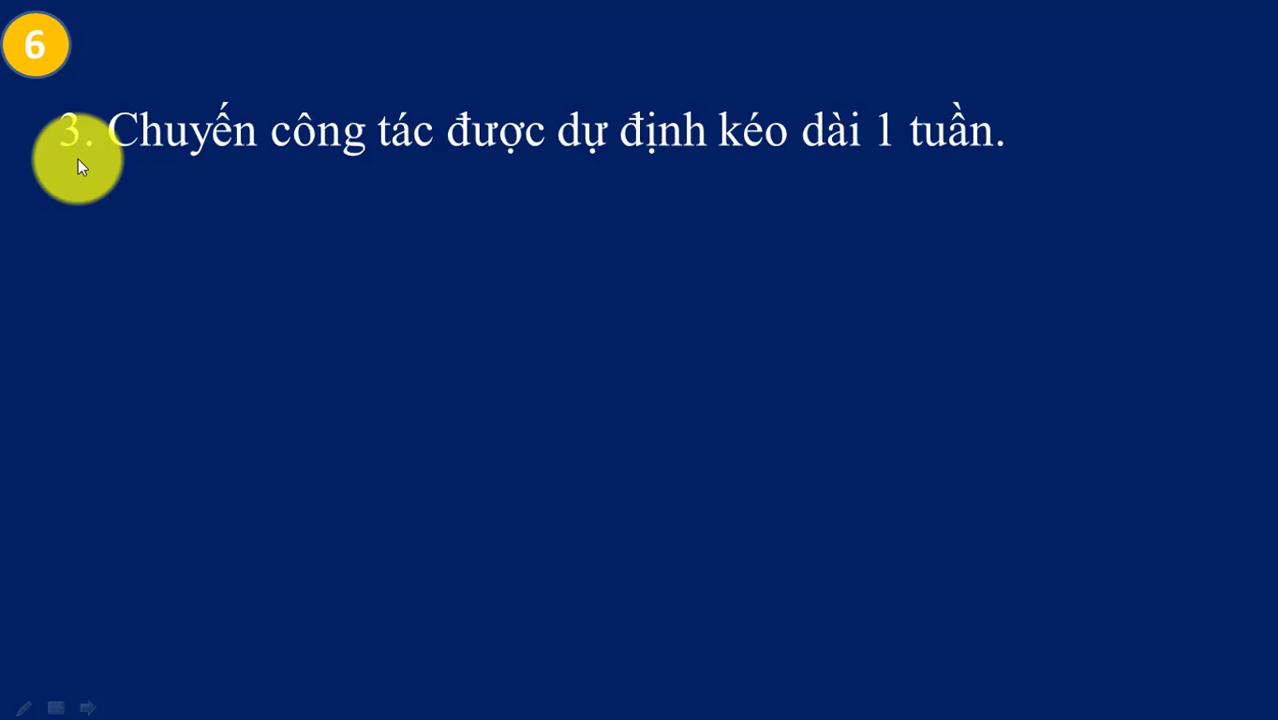 6
3. Chuyến công tác được dự định kéo dài 1 tuần.